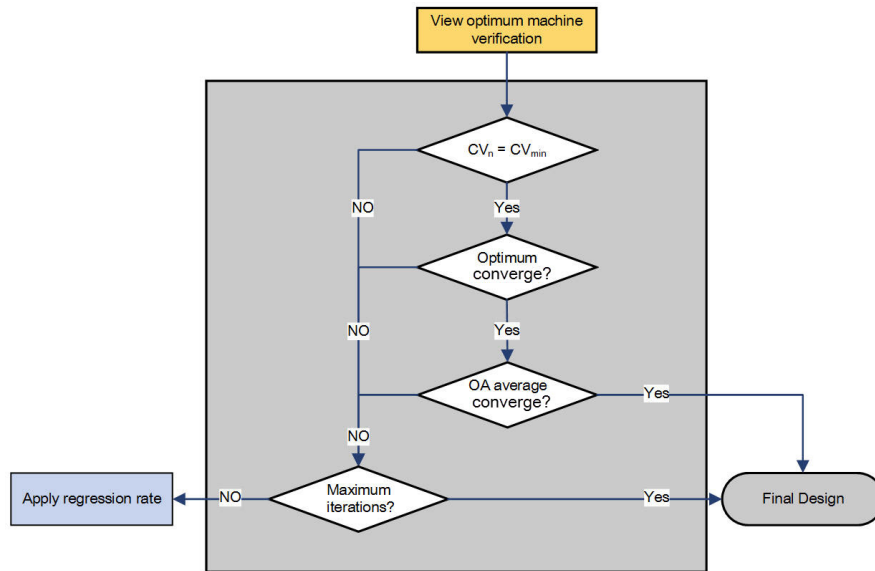 View optimum machine
verification
CVn = CVmin
NO
Yes
Optimum
converge?
NO
Yes
OA average
converge?
Yes
NO
Apply regression rate
NO
Maximum
iterations?
Yes
Final Design